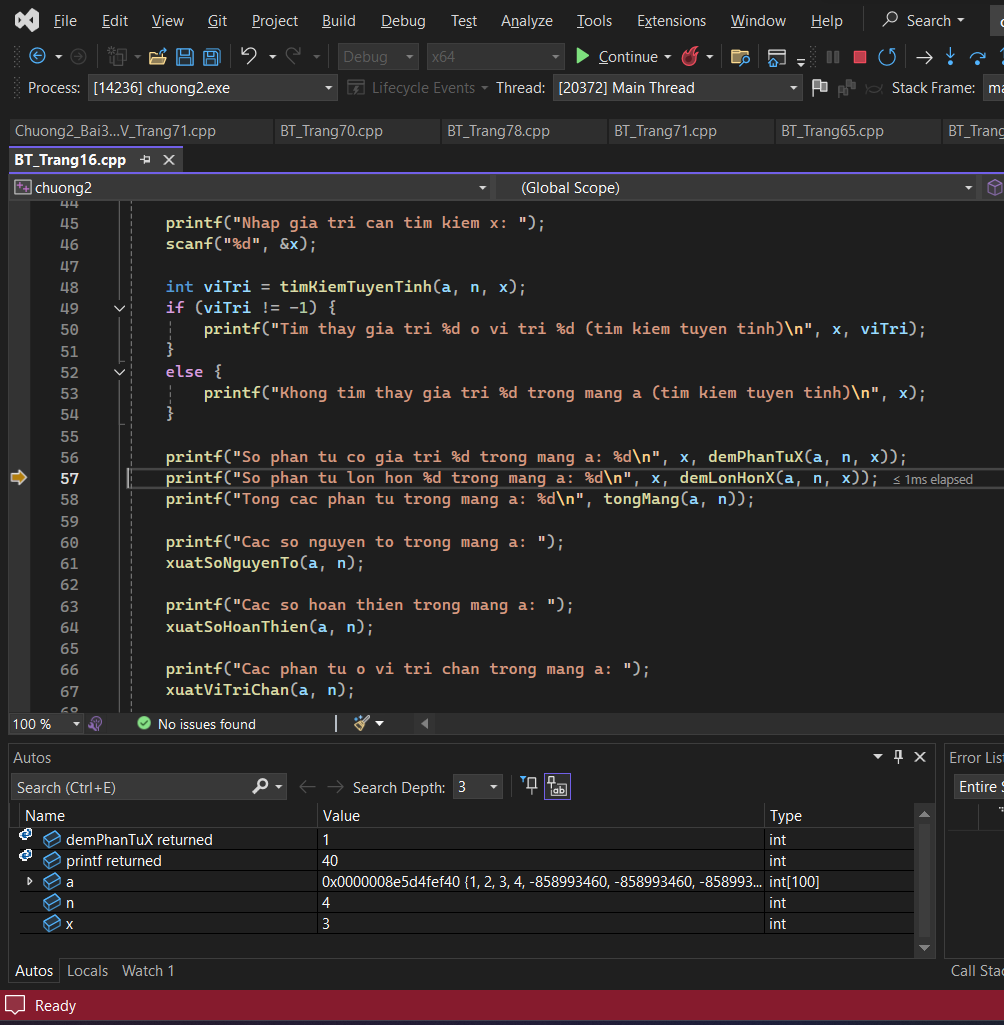 File Edit View Git Project Build Debug Test Analyze Tools Extensions Window Help Search
Debug x64 Continue
Process: [14236] chuong2.exe Lifecycle Events Thread: [20372] Main Thread Stack Frame: ma
Chuong2_Bai3...V_Trang71.cpp BT_Trang70.cpp BT_Trang78.cpp BT_Trang71.cpp BT_Trang65.cpp BT_Trang
BT_Trang16.cpp
chuong2 (Global Scope)
44
45 printf("Nhap gia tri can tim kiem x: ");
46 scanf("%d", &x);
47
48 int viTri = timKiemTuyenTinh(a, n, x);
49 if (viTri != -1) {
50 printf("Tim thay gia tri %d o vi tri %d (tim kiem tuyen tinh)\n", x, viTri);
51 }
52 else {
53 printf("Khong tim thay gia tri %d trong mang a (tim kiem tuyen tinh)\n", x);
54 }
55
56 printf("So phan tu co gia tri %d trong mang a: %d\n", x, demPhanTuX(a, n, x));
57 printf("So phan tu lon hon %d trong mang a: %d\n", x, demLonHonX(a, n, x)); ≤ 1ms elapsed
58 printf("Tong cac phan tu trong mang a: %d\n", tongMang(a, n));
59
60 printf("Cac so nguyen to trong mang a: ");
61 xuatSoNguyenTo(a, n);
62
63 printf("Cac so hoan thien trong mang a: ");
64 xuatSoHoanThien(a, n);
65
66 printf("Cac phan tu o vi tri chan trong mang a: ");
67 xuatViTriChan(a, n);
68
100 % No issues found
Autos Error Lis
Search (Ctrl+E) Search Depth: 3 Entire S
Name Value Type
demPhanTuX returned 1 int
printf returned 40 int
a 0x0000008e5d4fef40 {1, 2, 3, 4, -858993460, -858993460, -858993... int[100]
n 4 int
x 3 int
Autos Locals Watch 1 Call Stac
Ready